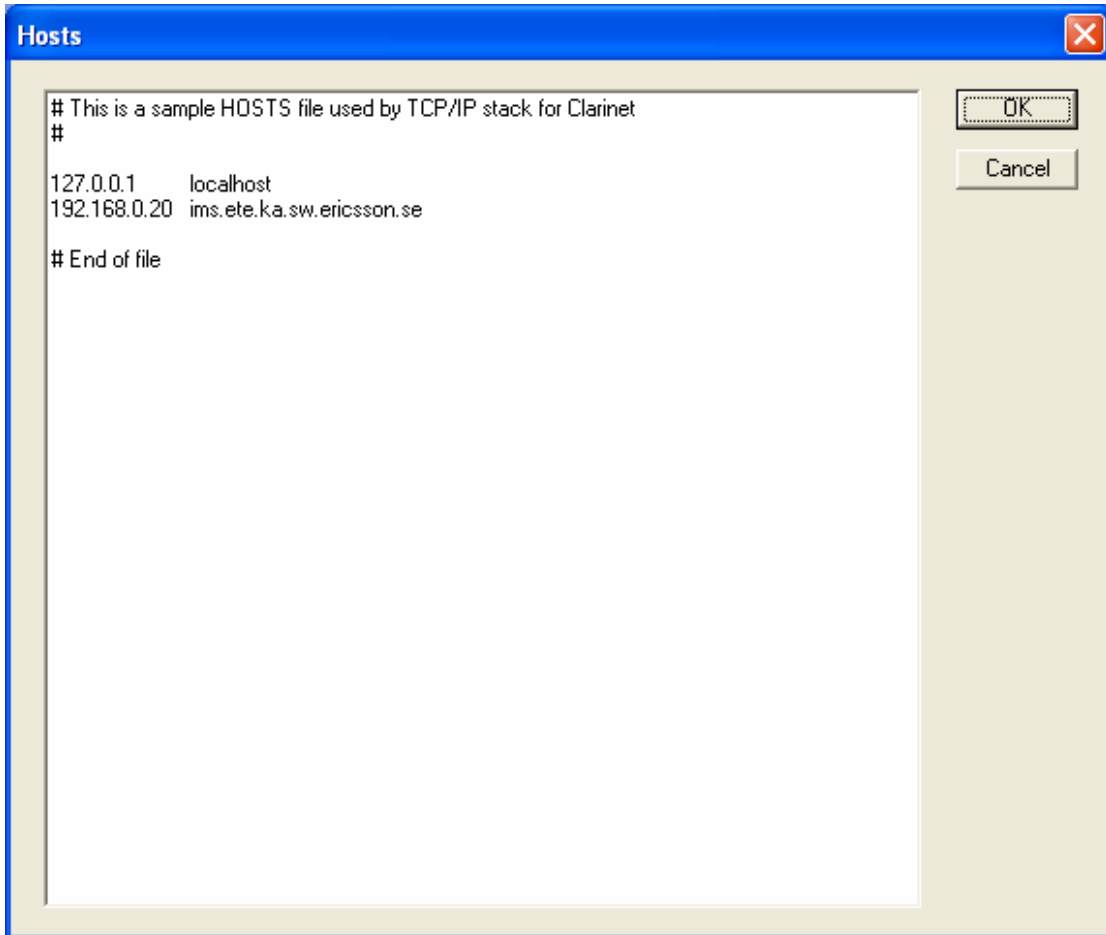 Hosts
# This is a sample HOSTS file used by TCP/IP stack for Clarinet
#
127.0.0.1 localhost
192.168.0.20 ims.ete.ka.sw.ericsson.se
# End of file
OK
Cancel